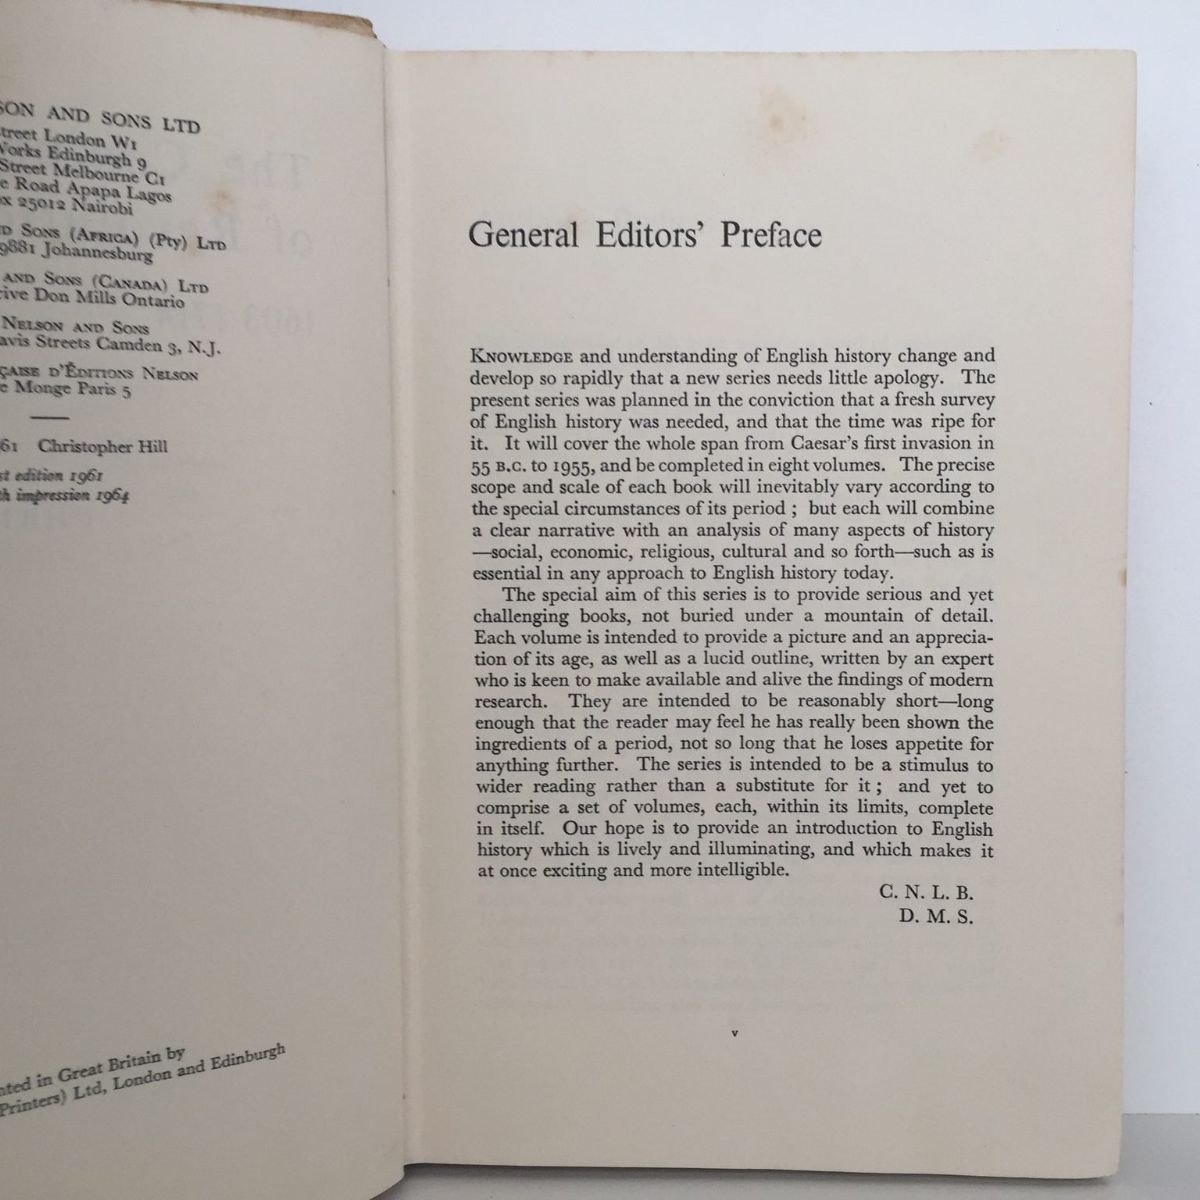 SON AND SONS LTD
treet London W1
Works Edinburgh 9
Street Melbourne C1
e Road Apapa Lagos
ox 25012 Nairobi
D SONS (AFRICA) (Pty) LTD
9881 Johannesburg
AND SONS (CANADA) LTD
rive Don Mills Ontario
NELSON AND SONS
avis Streets Camden 3, N.J.
ÇAISE D'ÉDITIONS NELSON
e Monge Paris 5
61 Christopher Hill
st edition 1961
th impression 1964
nted in Great Britain by
Printers) Ltd, London and Edinburgh
General Editors' Preface
KNOWLEDGE and understanding of English history change and
develop so rapidly that a new series needs little apology. The
present series was planned in the conviction that a fresh survey
of English history was needed, and that the time was ripe for
it. It will cover the whole span from Caesar's first invasion in
55 B.C. to 1955, and be completed in eight volumes. The precise
scope and scale of each book will inevitably vary according to
the special circumstances of its period ; but each will combine
a clear narrative with an analysis of many aspects of history
—social, economic, religious, cultural and so forth—such as is
essential in any approach to English history today.
The special aim of this series is to provide serious and yet
challenging books, not buried under a mountain of detail.
Each volume is intended to provide a picture and an apprecia-
tion of its age, as well as a lucid outline, written by an expert
who is keen to make available and alive the findings of modern
research. They are intended to be reasonably short—long
enough that the reader may feel he has really been shown the
ingredients of a period, not so long that he loses appetite for
anything further. The series is intended to be a stimulus to
wider reading rather than a substitute for it ; and yet to
comprise a set of volumes, each, within its limits, complete
in itself. Our hope is to provide an introduction to English
history which is lively and illuminating, and which makes it
at once exciting and more intelligible.
C. N. L. B.
D. M. S.
v